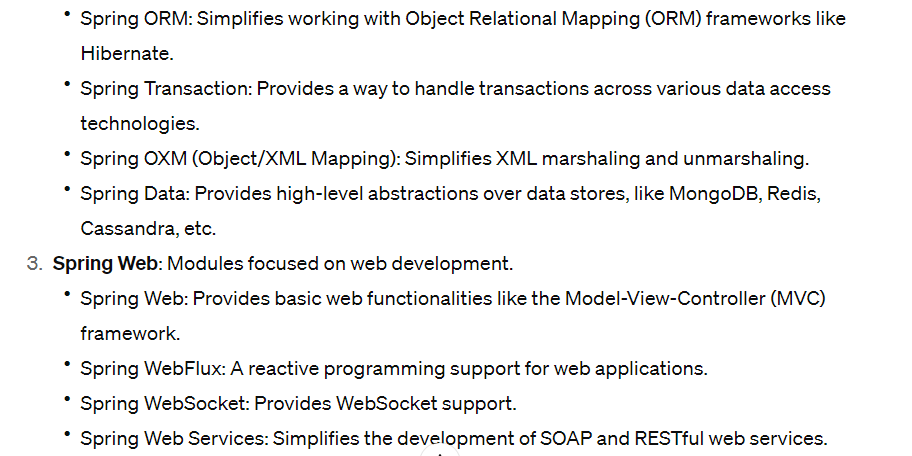 • Spring ORM: Simplifies working with Object Relational Mapping (ORM) frameworks like
Hibernate.
• Spring Transaction: Provides a way to handle transactions across various data access
technologies.
• Spring OXM (Object/XML Mapping): Simplifies XML marshaling and unmarshaling.
• Spring Data: Provides high-level abstractions over data stores, like MongoDB, Redis,
Cassandra, etc.
3. Spring Web: Modules focused on web development.
• Spring Web: Provides basic web functionalities like the Model-View-Controller (MVC)
framework.
• Spring WebFlux: A reactive programming support for web applications.
• Spring WebSocket: Provides WebSocket support.
• Spring Web Services: Simplifies the development of SOAP and RESTful web services.